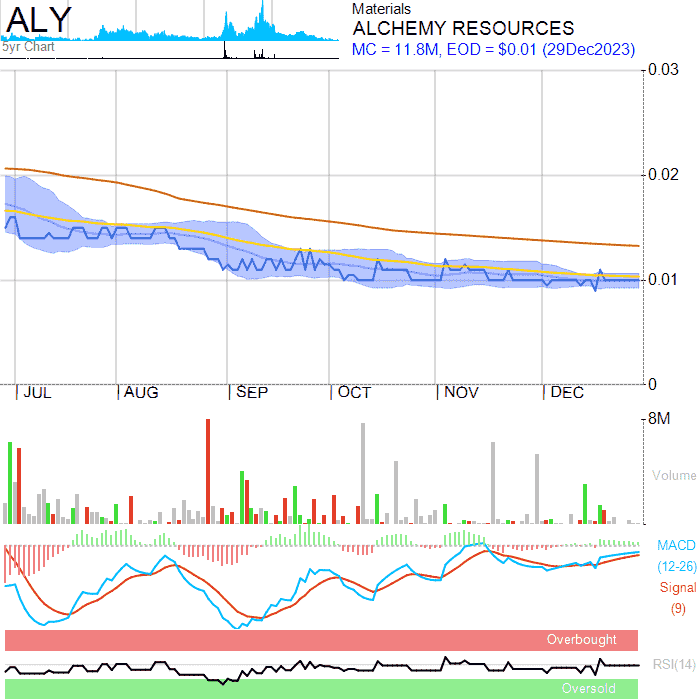 ALY
5yr Chart
Materials
ALCHEMY RESOURCES
MC = 11.8M, EOD = $0.01 (29Dec2023)
0.03
0.02
0.01
0
JUL AUG SEP OCT NOV DEC
8M
Volume
MACD
(12-26)
Signal
(9)
Overbought
RSI(14)
Oversold